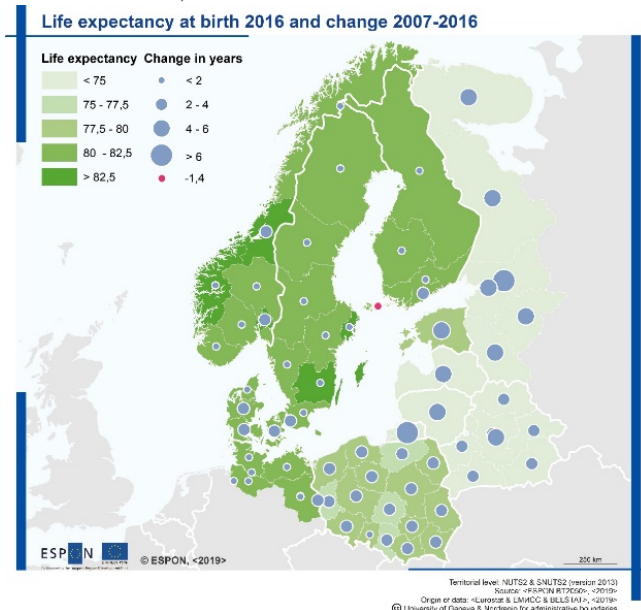 Life expectancy at birth 2016 and change 2007-2016
Life expectancy Change in years
< 75 < 2
75 - 77,5 2 - 4
77,5 - 80 4 - 6
80 - 82,5 > 6
> 82,5 -1,4
ESPON
© ESPON, <2019>
250 km
Territorial level: NUTS2 & SNUTS2 (version 2013)
Source: <ESPON BT2050>, <2019>
Origin of data: <Eurostat & EMИCC & BELSTAT>, <2019>
© University of Geneva & Nordregio for administrative boundaries